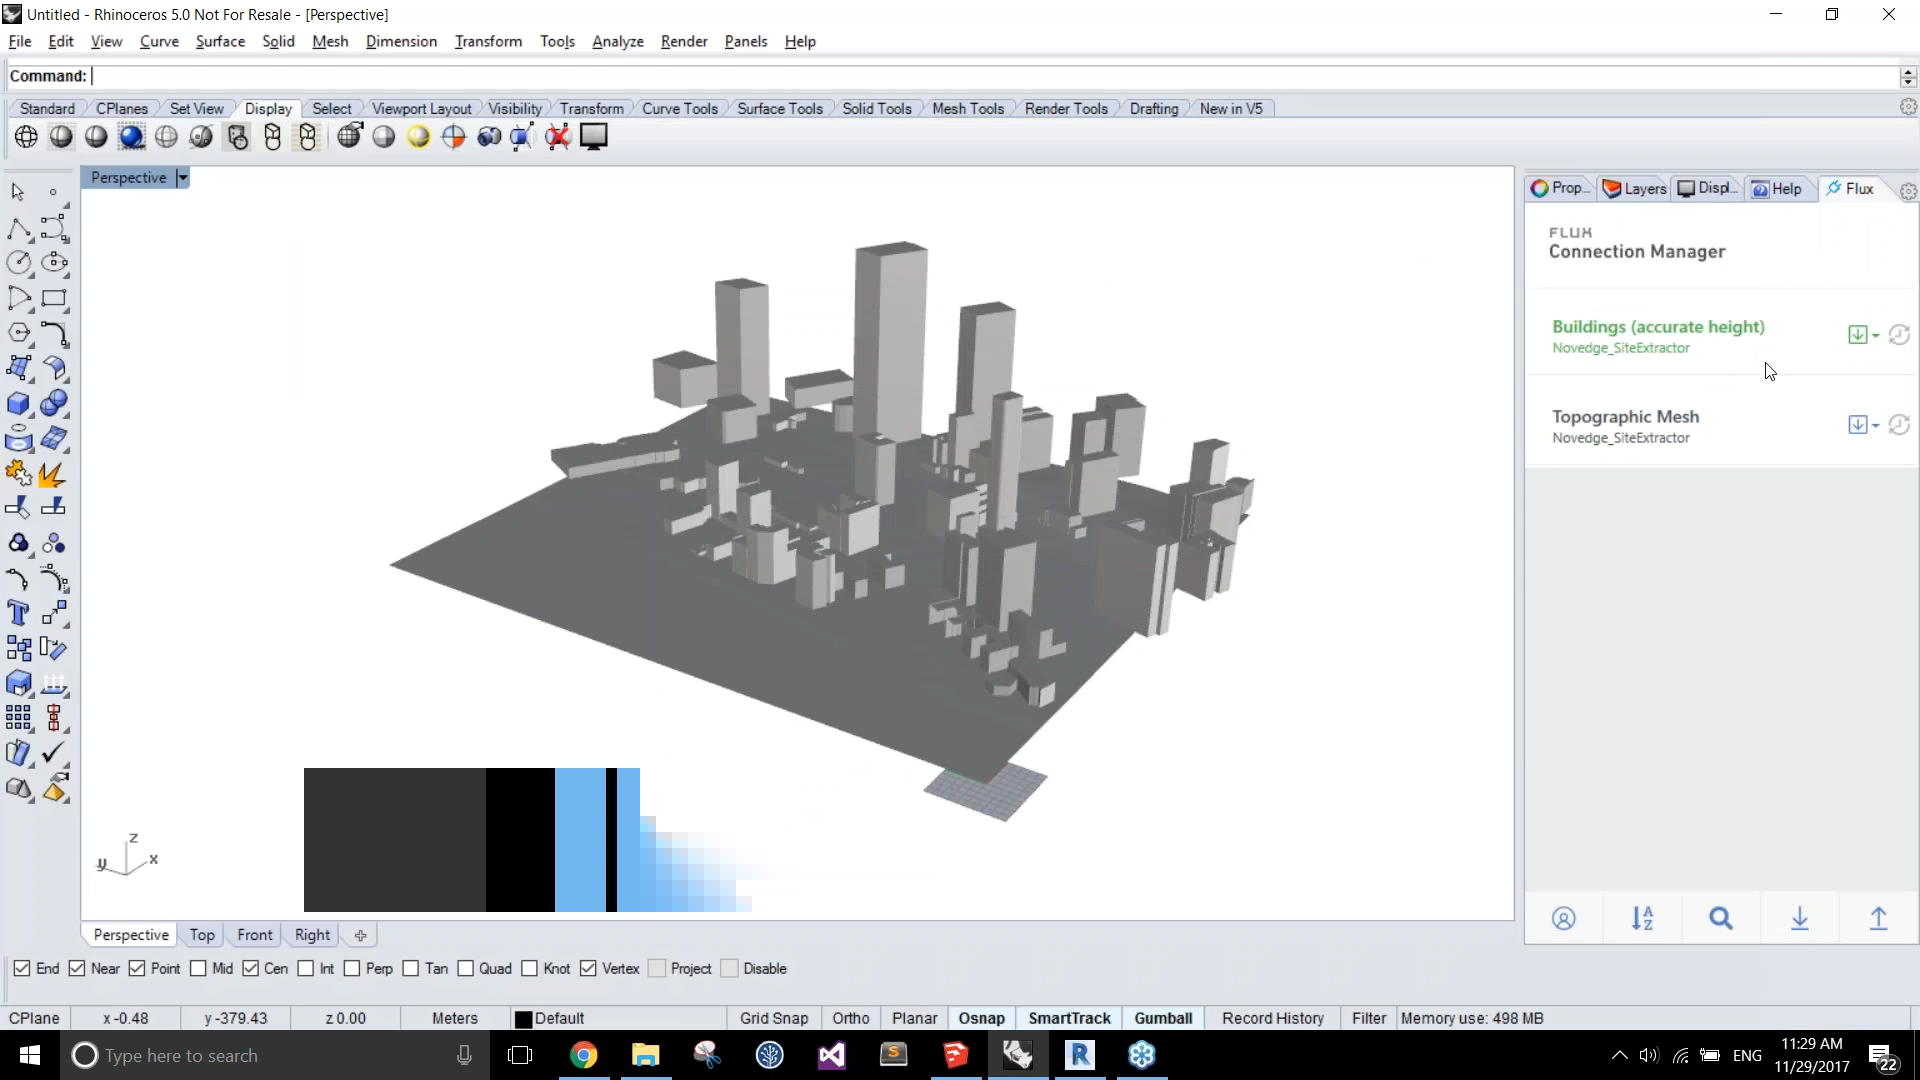 Untitled - Rhinoceros 5.0 Not For Resale - [Perspective]
File Edit View Curve Surface Solid Mesh Dimension Transform Tools Analyze Render Panels Help
Command:
Standard CPlanes Set View Display Select Viewport Layout Visibility Transform Curve Tools Surface Tools Solid Tools Mesh Tools Render Tools Drafting New in V5
Perspective
Prop... Layers Displ... Help Flux
FLUX
Connection Manager
Buildings (accurate height)
Novedge_SiteExtractor
Topographic Mesh
Novedge_SiteExtractor
z
y x
A
Z
Perspective Top Front Right
End Near Point Mid Cen Int Perp Tan Quad Knot Vertex Project Disable
CPlane x -0.48 y -379.43 z 0.00 Meters Default Grid Snap Ortho Planar Osnap SmartTrack Gumball Record History Filter Memory use: 498 MB
Type here to search
S
R
ENG
11:29 AM
11/29/2017
22